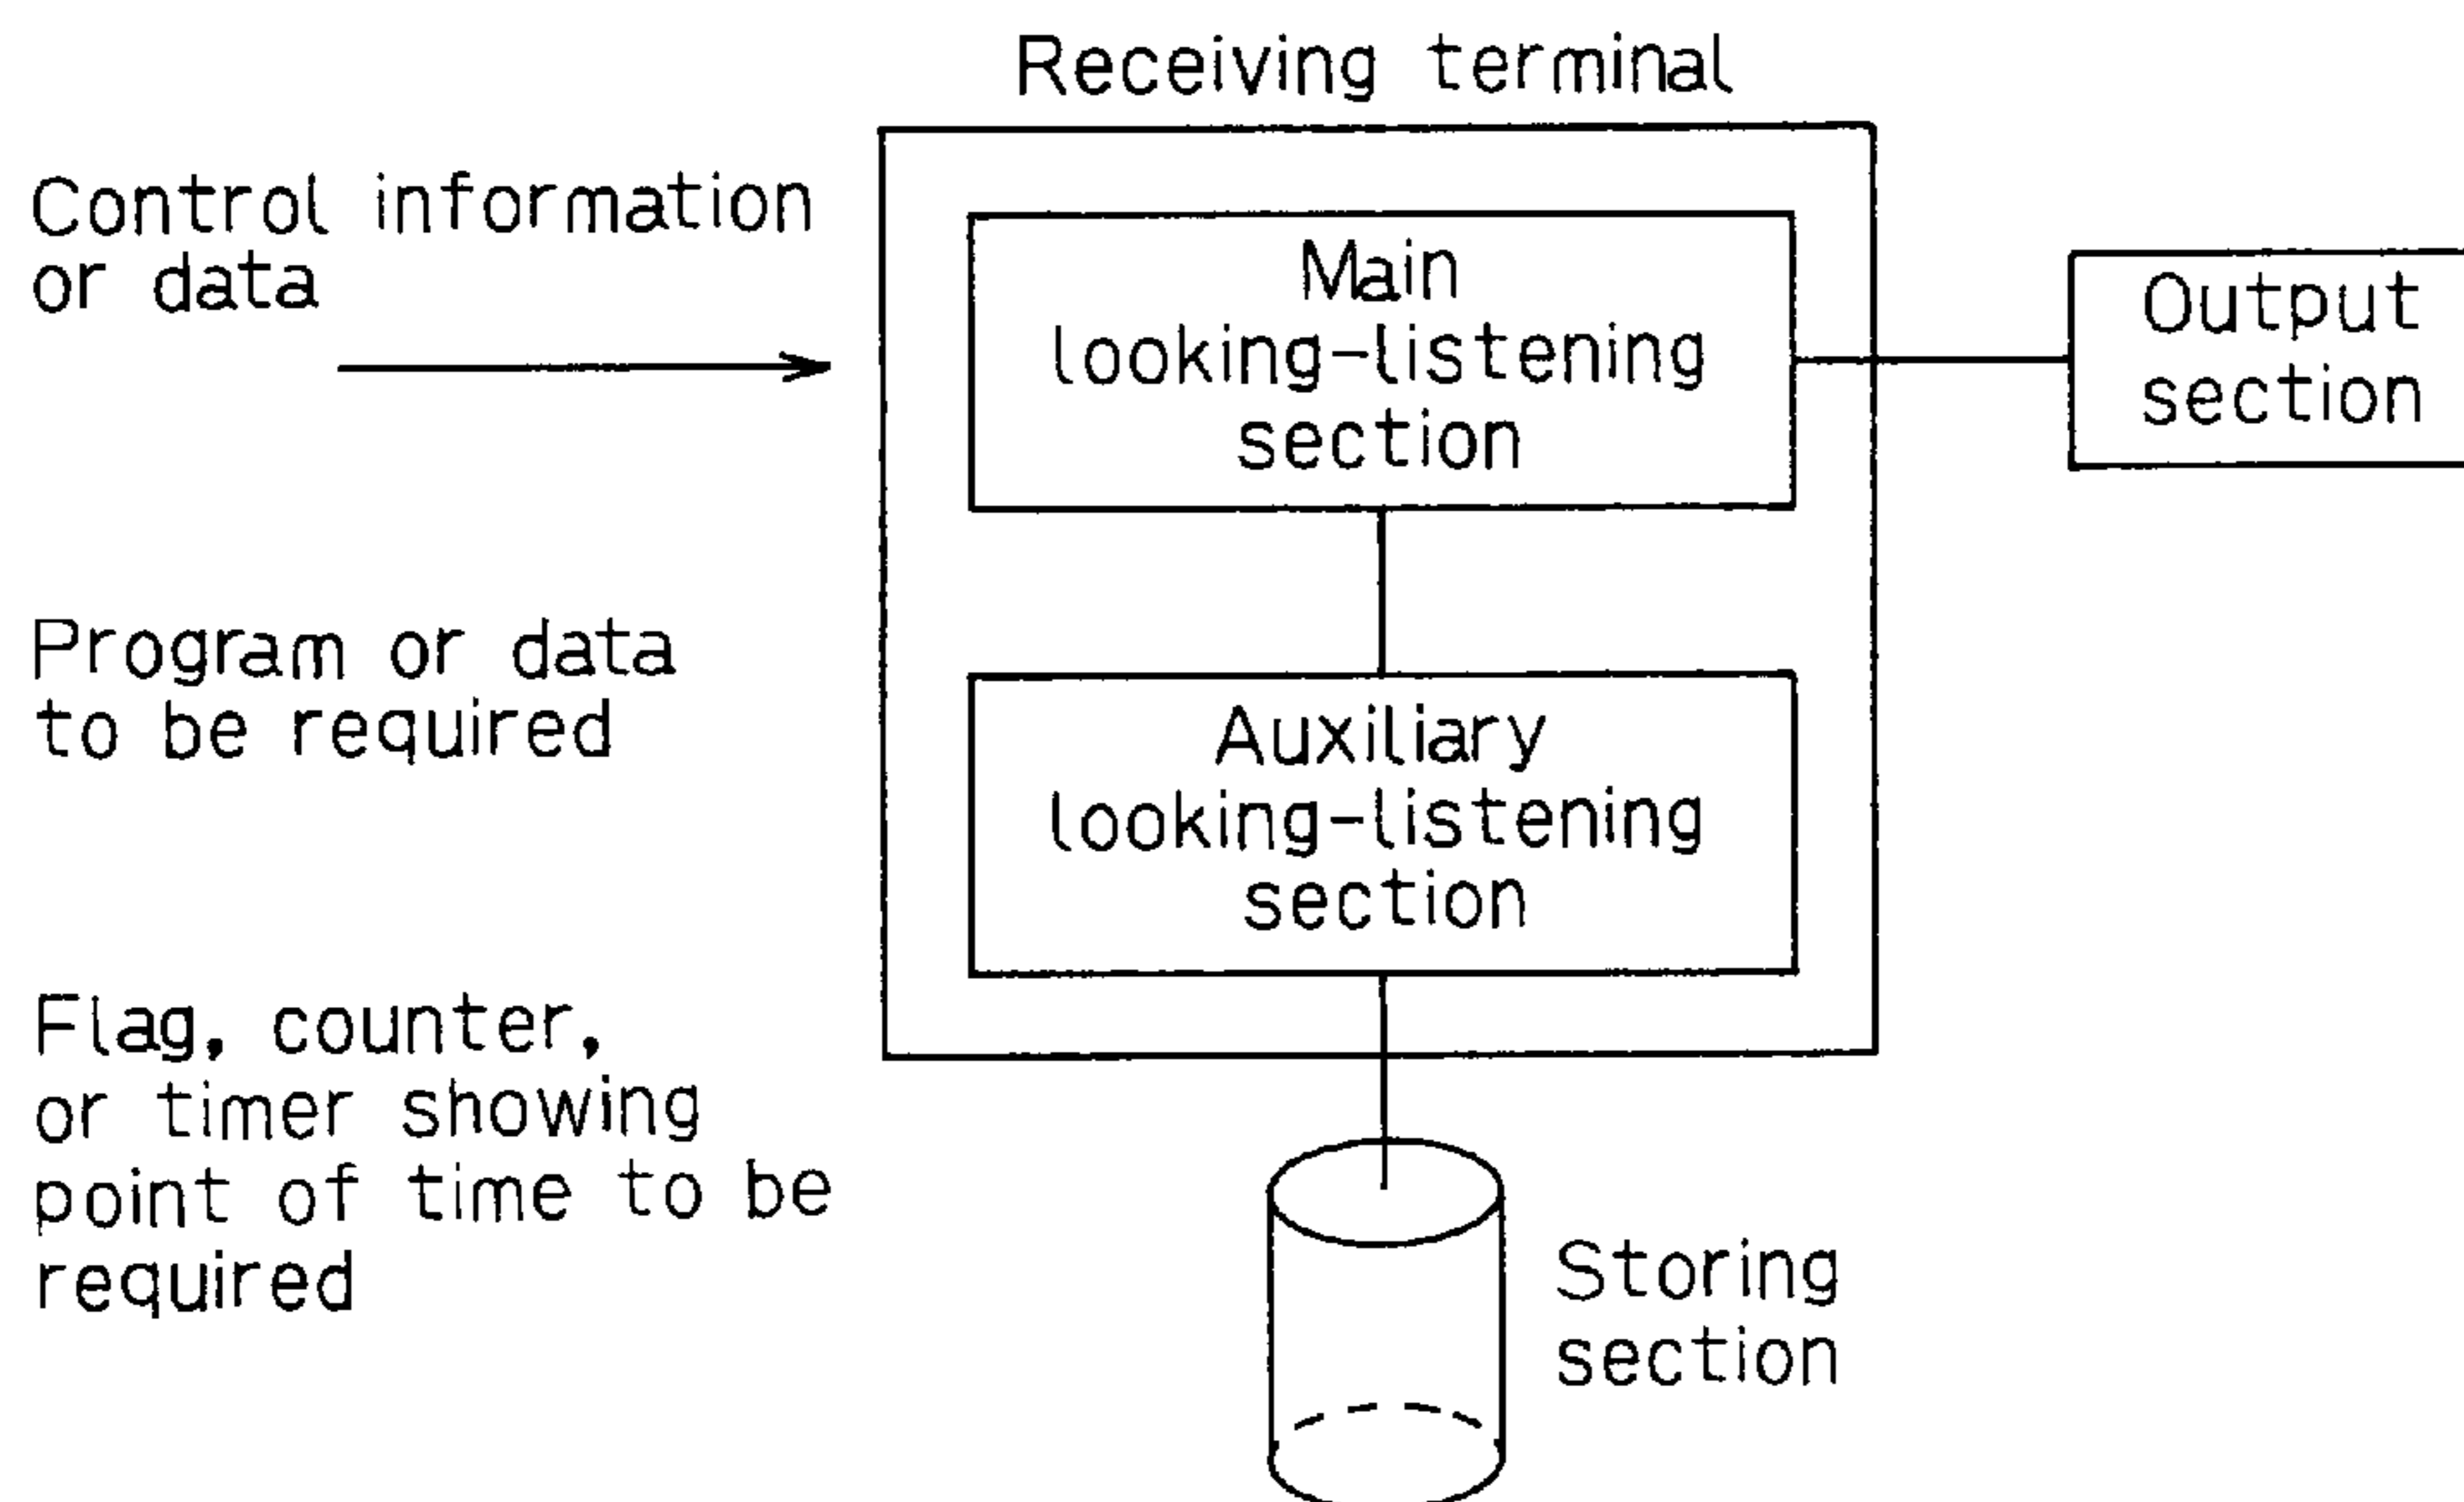 Receiving terminal
Control information
or data
Main
looking-listening
section
Output
section
Program or data
to be required
Auxiliary
looking-listening
section
Flag, counter,
or timer showing
point of time to be
required
Storing
section